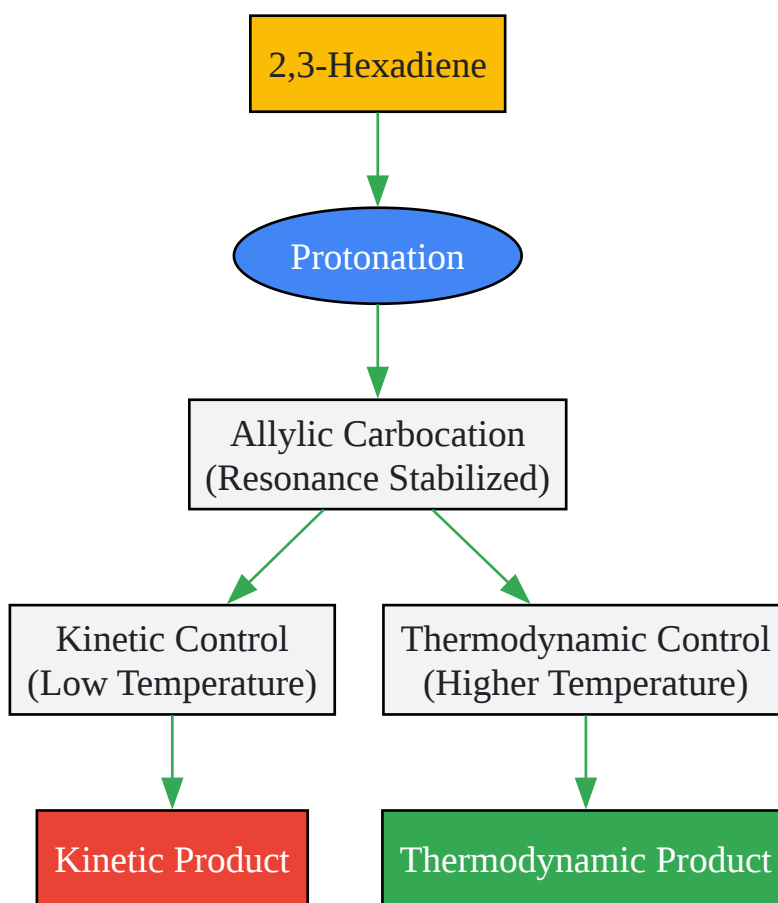 2,3-Hexadiene
Protonation
Allylic Carbocation
(Resonance Stabilized)
Kinetic Control
(Low Temperature)
Thermodynamic Control
(Higher Temperature)
Kinetic Product
Thermodynamic Product